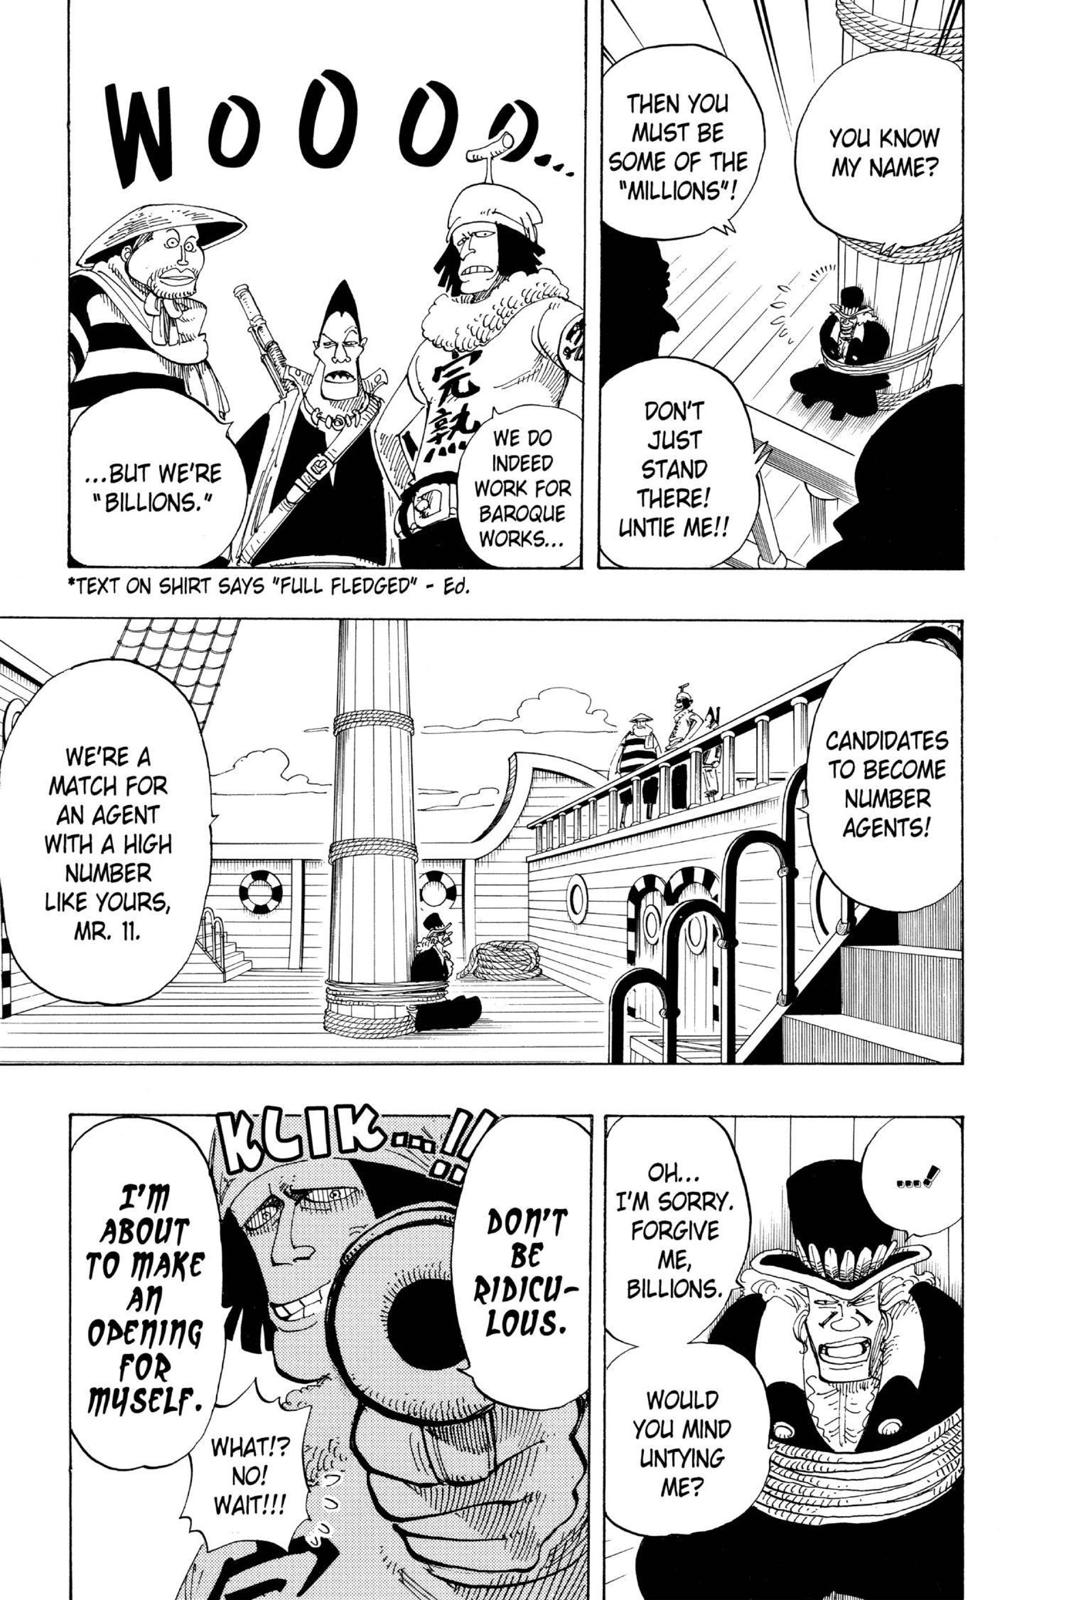 YOU KNOW
MY NAME?
THEN YOU
MUST BE
SOME OF THE
"MILLIONS"!
DON'T
JUST
STAND
THERE!
UNTIE ME!!
WOOOO...
完熟
WE DO
INDEED
WORK FOR
BAROQUE
WORKS...
...BUT WE'RE
"BILLIONS."
*TEXT ON SHIRT SAYS "FULL FLEDGED" - Ed.
CANDIDATES
TO BECOME
NUMBER
AGENTS!
WE'RE A
MATCH FOR
AN AGENT
WITH A HIGH
NUMBER
LIKE YOURS,
MR. 11.
...!
OH...
I'M SORRY.
FORGIVE
ME,
BILLIONS.
WOULD
YOU MIND
UNTYING
ME?
KLIK...!!
DON'T
BE
RIDICU-
LOUS.
I'M
ABOUT
TO MAKE
AN
OPENING
FOR
MYSELF.
WHAT!?
NO!
WAIT!!!